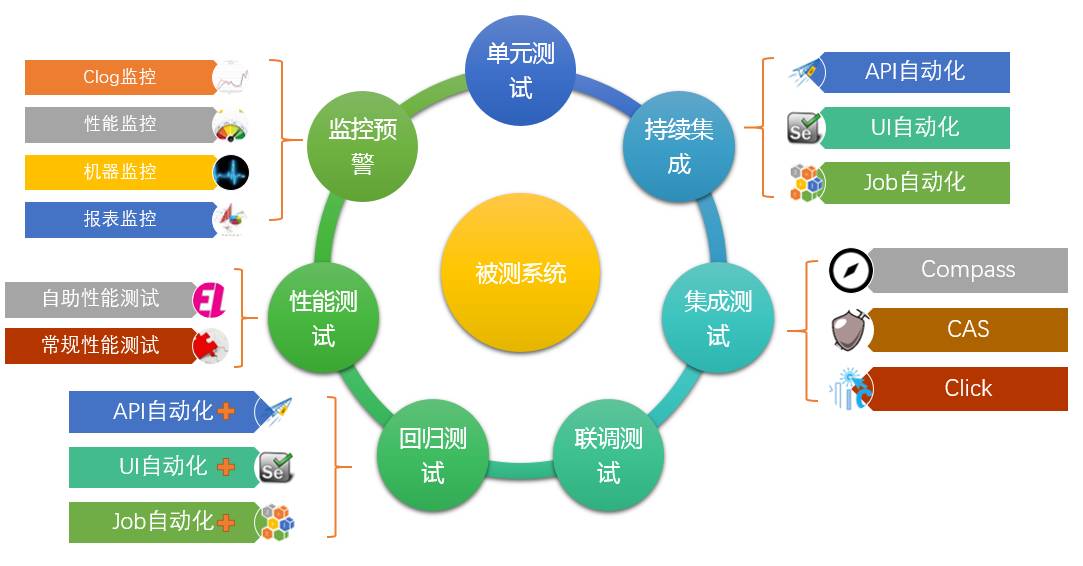 单元测
试
持续集
成
API自动化
UI自动化
Se
Job自动化
集成测
试
Compass
CAS
Click
联调测
试
回归测
试
API自动化
UI自动化
Se
Job自动化
性能测
试
自助性能测试
常规性能测试
监控预
警
Clog监控
性能监控
机器监控
报表监控
被测系统